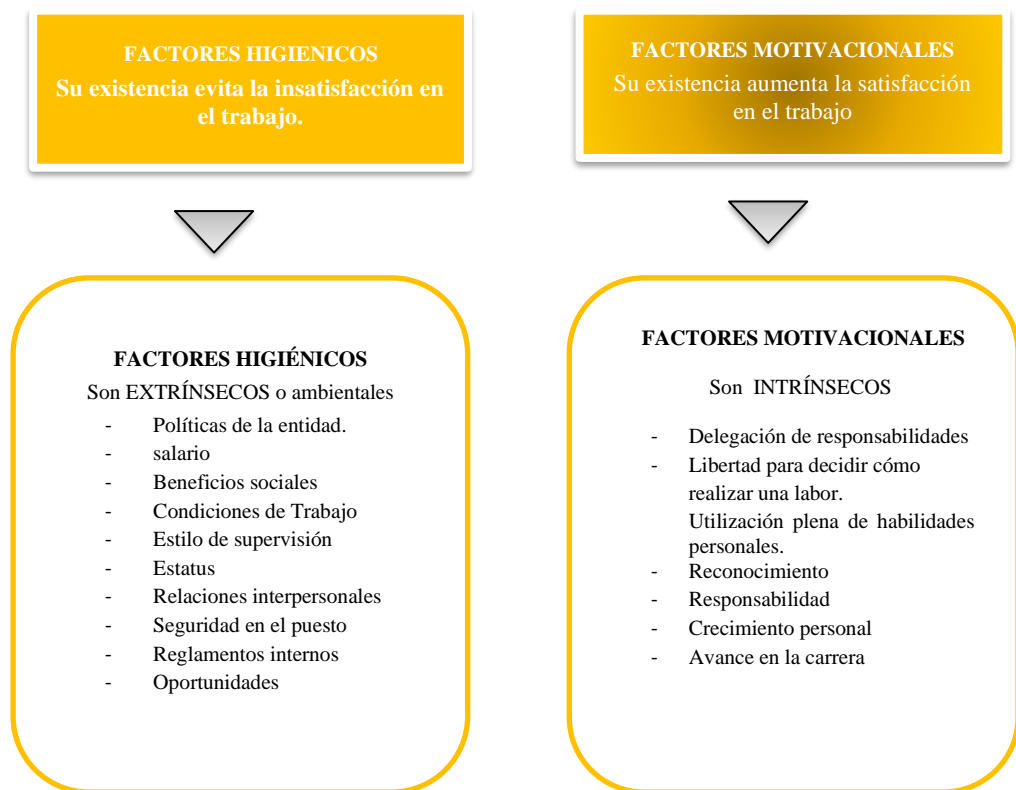 FACTORES HIGIENICOS
Su existencia evita la insatisfacción en
el trabajo.
FACTORES MOTIVACIONALES
Su existencia aumenta la satisfacción
en el trabajo
FACTORES HIGIÉNICOS
Son EXTRÍNSECOS o ambientales
- Políticas de la entidad.
- salario
- Beneficios sociales
- Condiciones de Trabajo
- Estilo de supervisión
- Estatus
- Relaciones interpersonales
- Seguridad en el puesto
- Reglamentos internos
- Oportunidades
FACTORES MOTIVACIONALES
Son INTRÍNSECOS
- Delegación de responsabilidades
- Libertad para decidir cómo
realizar una labor.
Utilización plena de habilidades
personales.
- Reconocimiento
- Responsabilidad
- Crecimiento personal
- Avance en la carrera